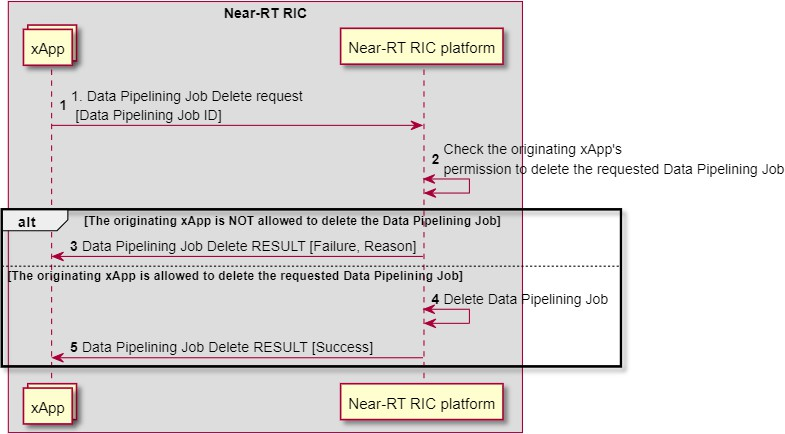 Near-RT RIC
xApp
Near-RT RIC platform
1 1. Data Pipelining Job Delete request
[Data Pipelining Job ID]
2 Check the originating xApp's
permission to delete the requested Data Pipelining Job
alt [The originating xApp is NOT allowed to delete the Data Pipelining Job]
3 Data Pipelining Job Delete RESULT [Failure, Reason]
[The originating xApp is allowed to delete the requested Data Pipelining Job]
4 Delete Data Pipelining Job
5 Data Pipelining Job Delete RESULT [Success]
xApp
Near-RT RIC platform